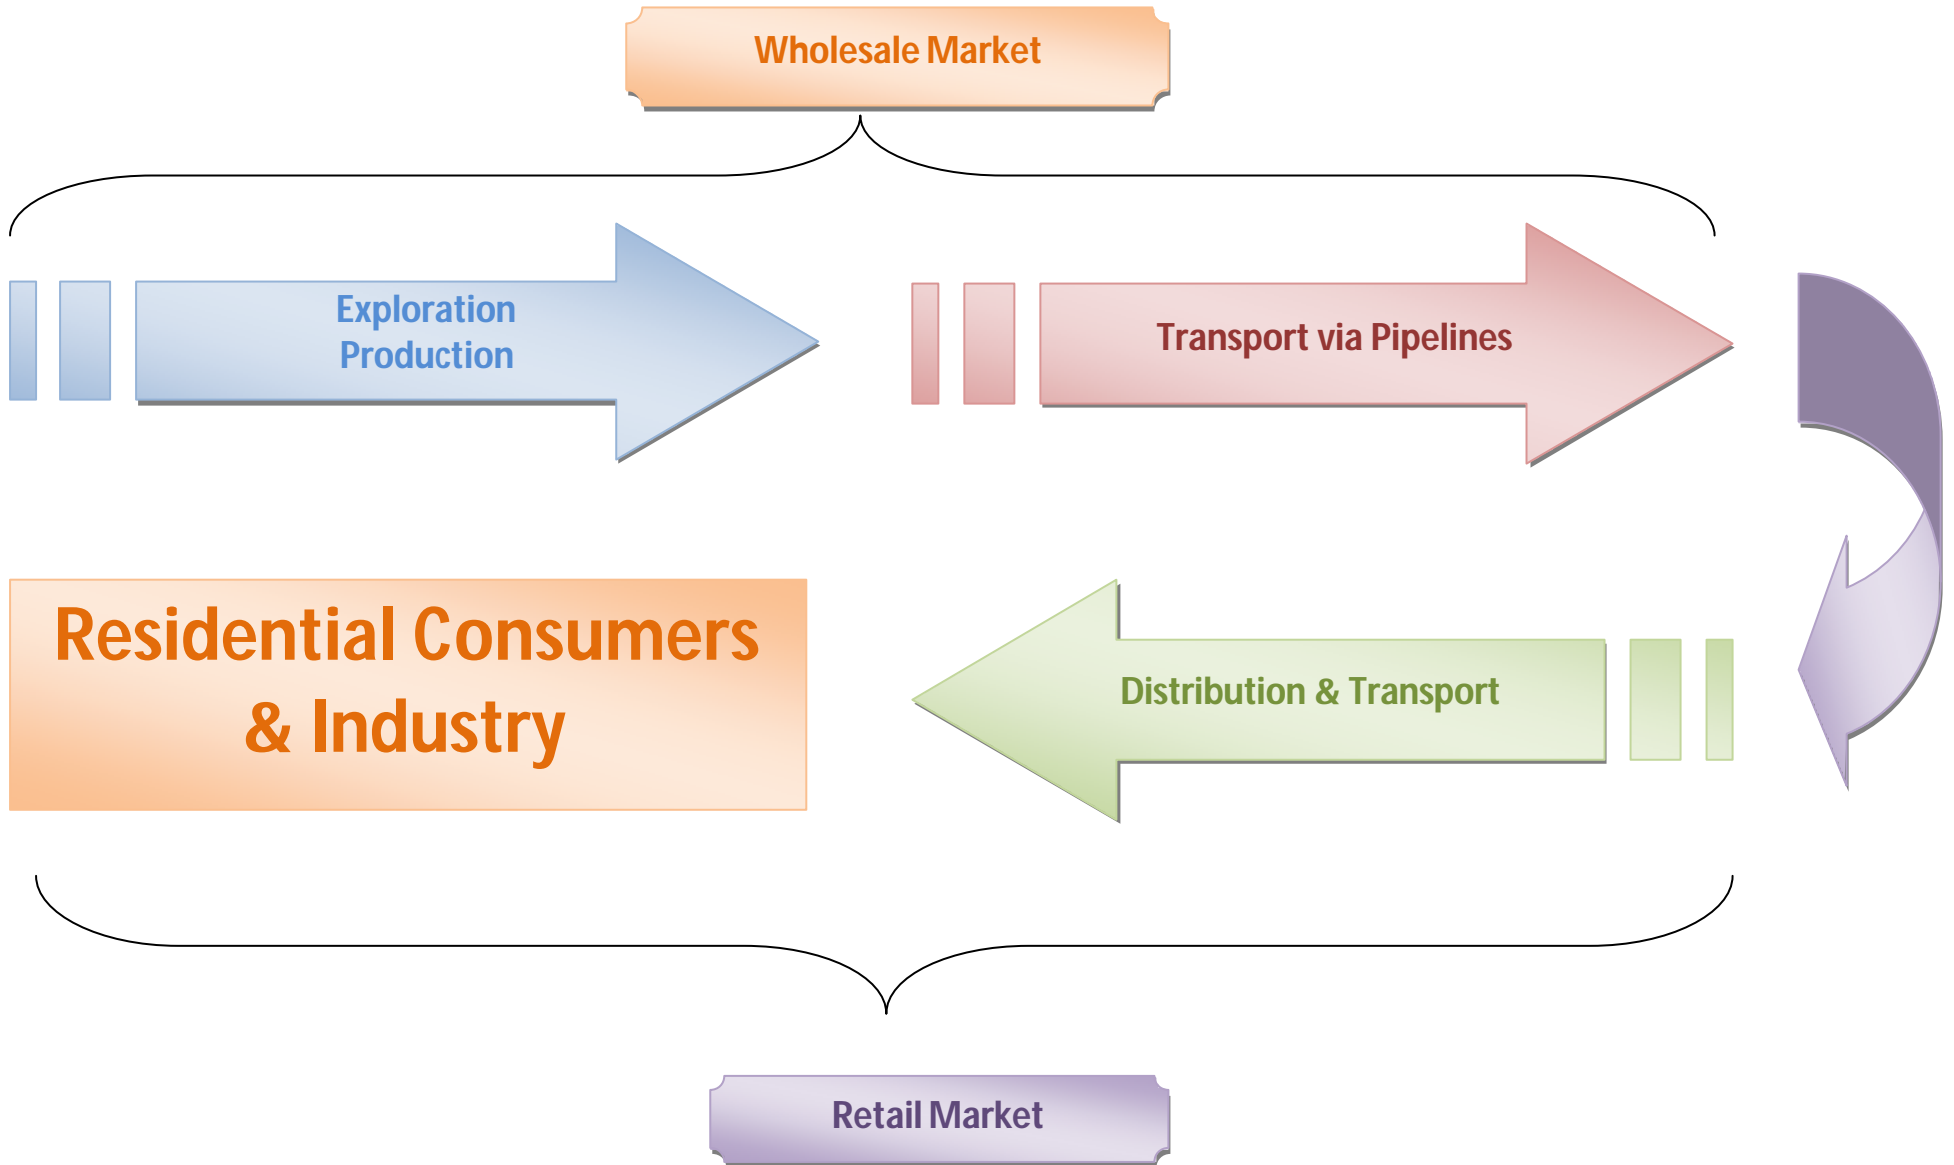 Wholesale Market
Exploration
Production
Transport via Pipelines
Residential Consumers
& Industry
Distribution & Transport
Retail Market